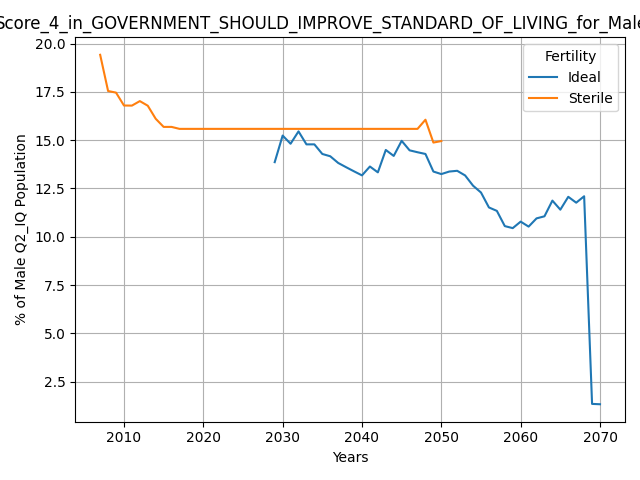 Score_4_in_GOVERNMENT_SHOULD_IMPROVE_STANDARD_OF_LIVING_for_Male
20.0
17.5
15.0
12.5
10.0
7.5
5.0
2.5
% of Male Q2_IQ Population
Fertility
Ideal
Sterile
2010 2020 2030 2040 2050 2060 2070
Years